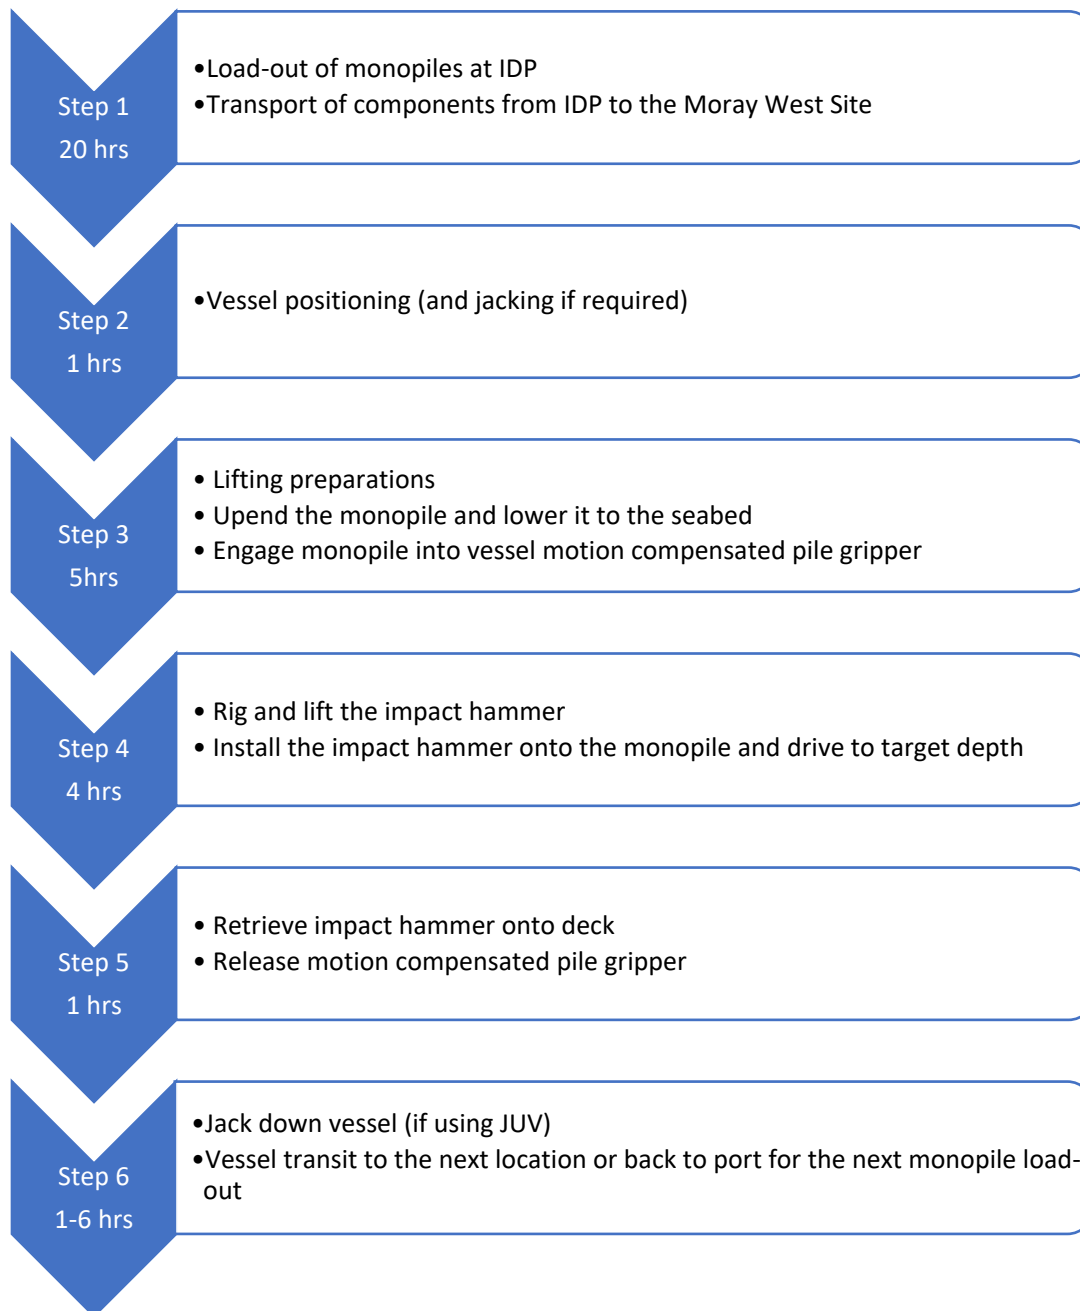 Step 1
20 hrs
•Load-out of monopiles at IDP
•Transport of components from IDP to the Moray West Site
Step 2
1 hrs
•Vessel positioning (and jacking if required)
Step 3
5hrs
• Lifting preparations
• Upend the monopile and lower it to the seabed
• Engage monopile into vessel motion compensated pile gripper
Step 4
4 hrs
• Rig and lift the impact hammer
• Install the impact hammer onto the monopile and drive to target depth
Step 5
1 hrs
• Retrieve impact hammer onto deck
• Release motion compensated pile gripper
Step 6
1-6 hrs
•Jack down vessel (if using JUV)
•Vessel transit to the next location or back to port for the next monopile load-
out